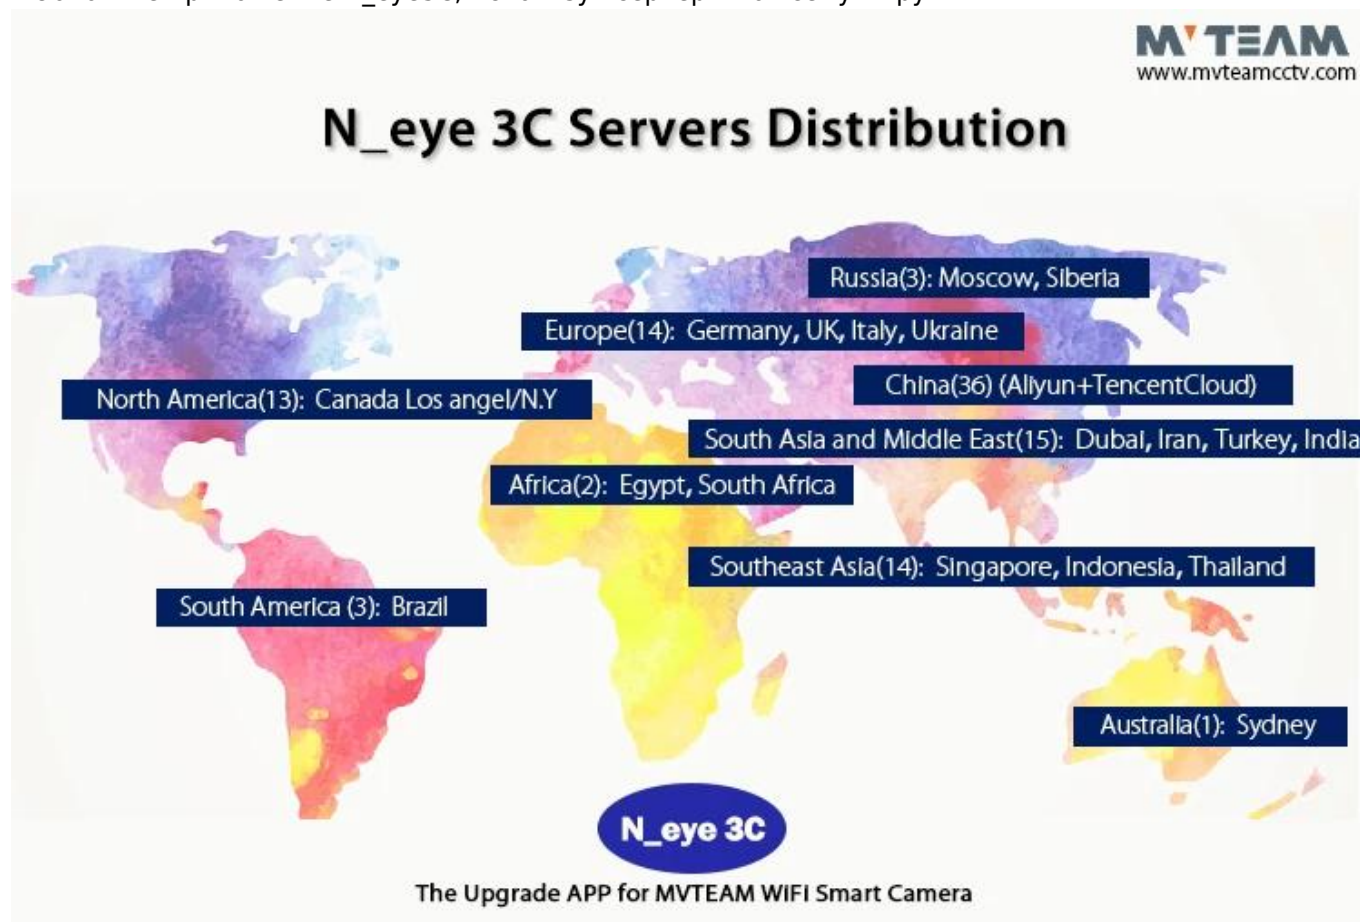 M'TEAM
www.mvteamcctv.com
N_eye 3C Servers Distribution
Russia(3): Moscow, Siberia
Europe(14): Germany, UK, Italy, Ukraine
China(36) (Aliyun+TencentCloud)
North America(13): Canada Los angel/N.Y
South Asia and Middle East(15): Dubai, Iran, Turkey, India
Africa(2): Egypt, South Africa
Southeast Asia(14): Singapore, Indonesia, Thailand
South America (3): Brazil
Australia(1): Sydney
N_eye 3C
The Upgrade APP for MVTEAM WiFi Smart Camera